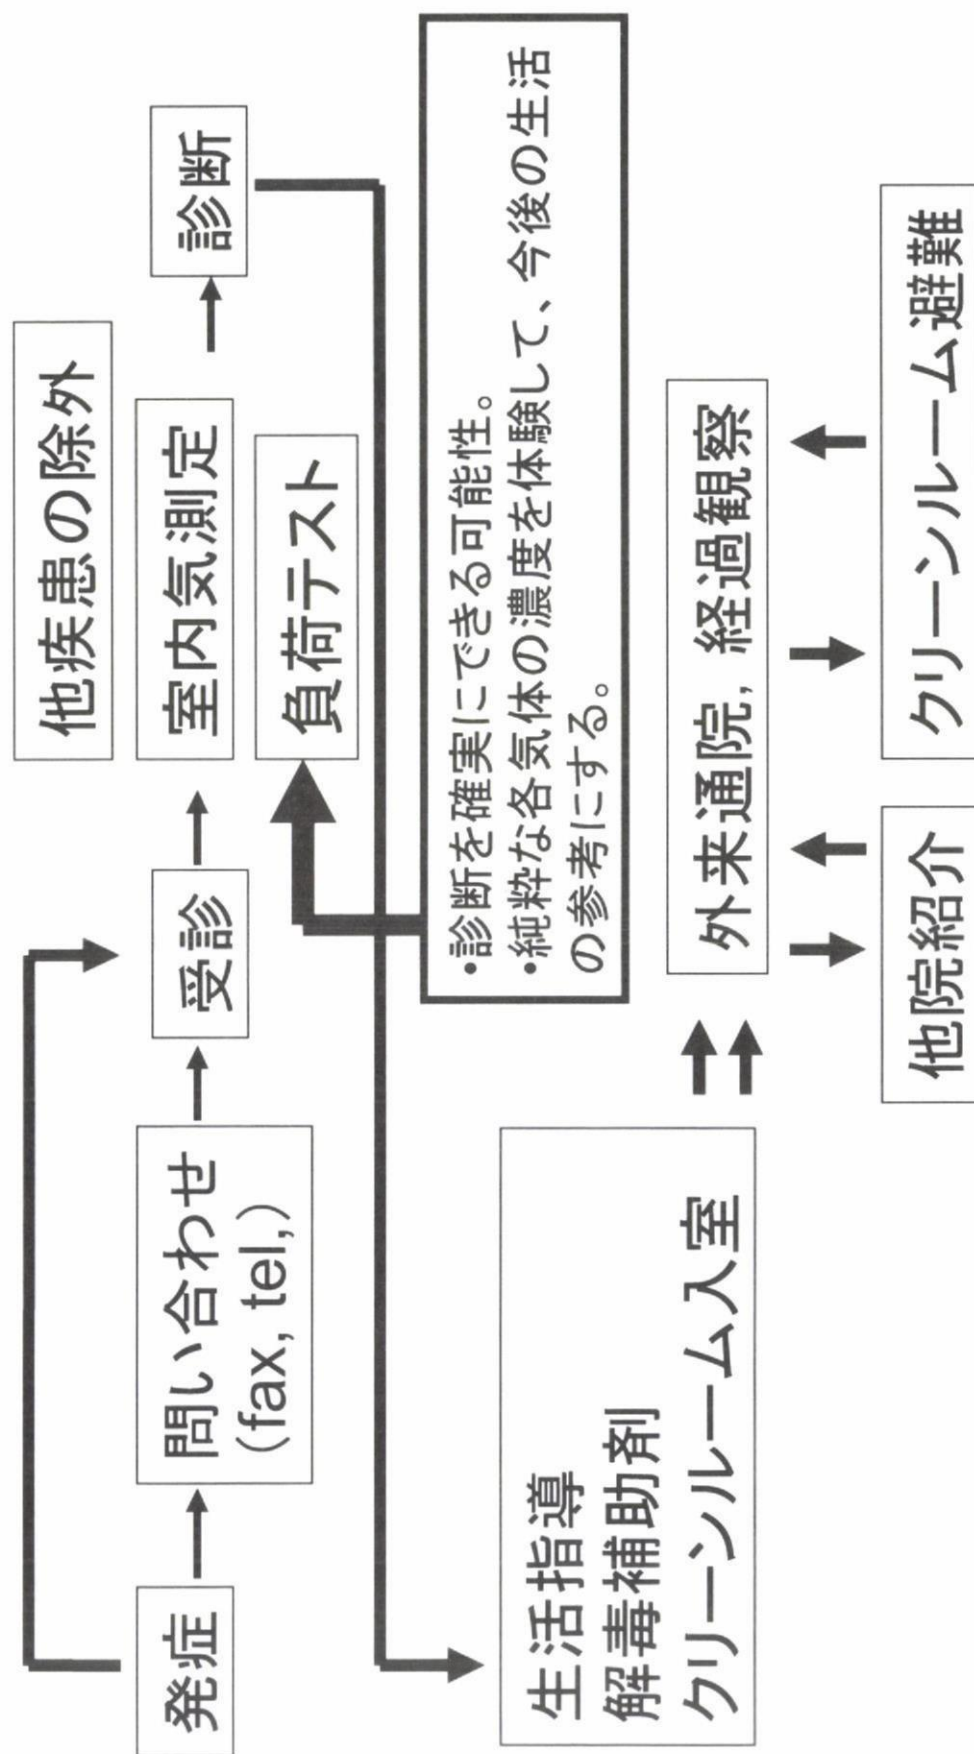 発症
問い合わせ
(fax, tel,)
受診
他疾患の除外
室内気測定
負荷テスト
診断
・診断を確実にできる可能性。
・純粋な各気体の濃度を体験して、今後の生活
の参考にする。
生活指導
解毒補助剤
クリーンルーム入室
外来通院, 経過観察
他院紹介
クリーンルーム避難